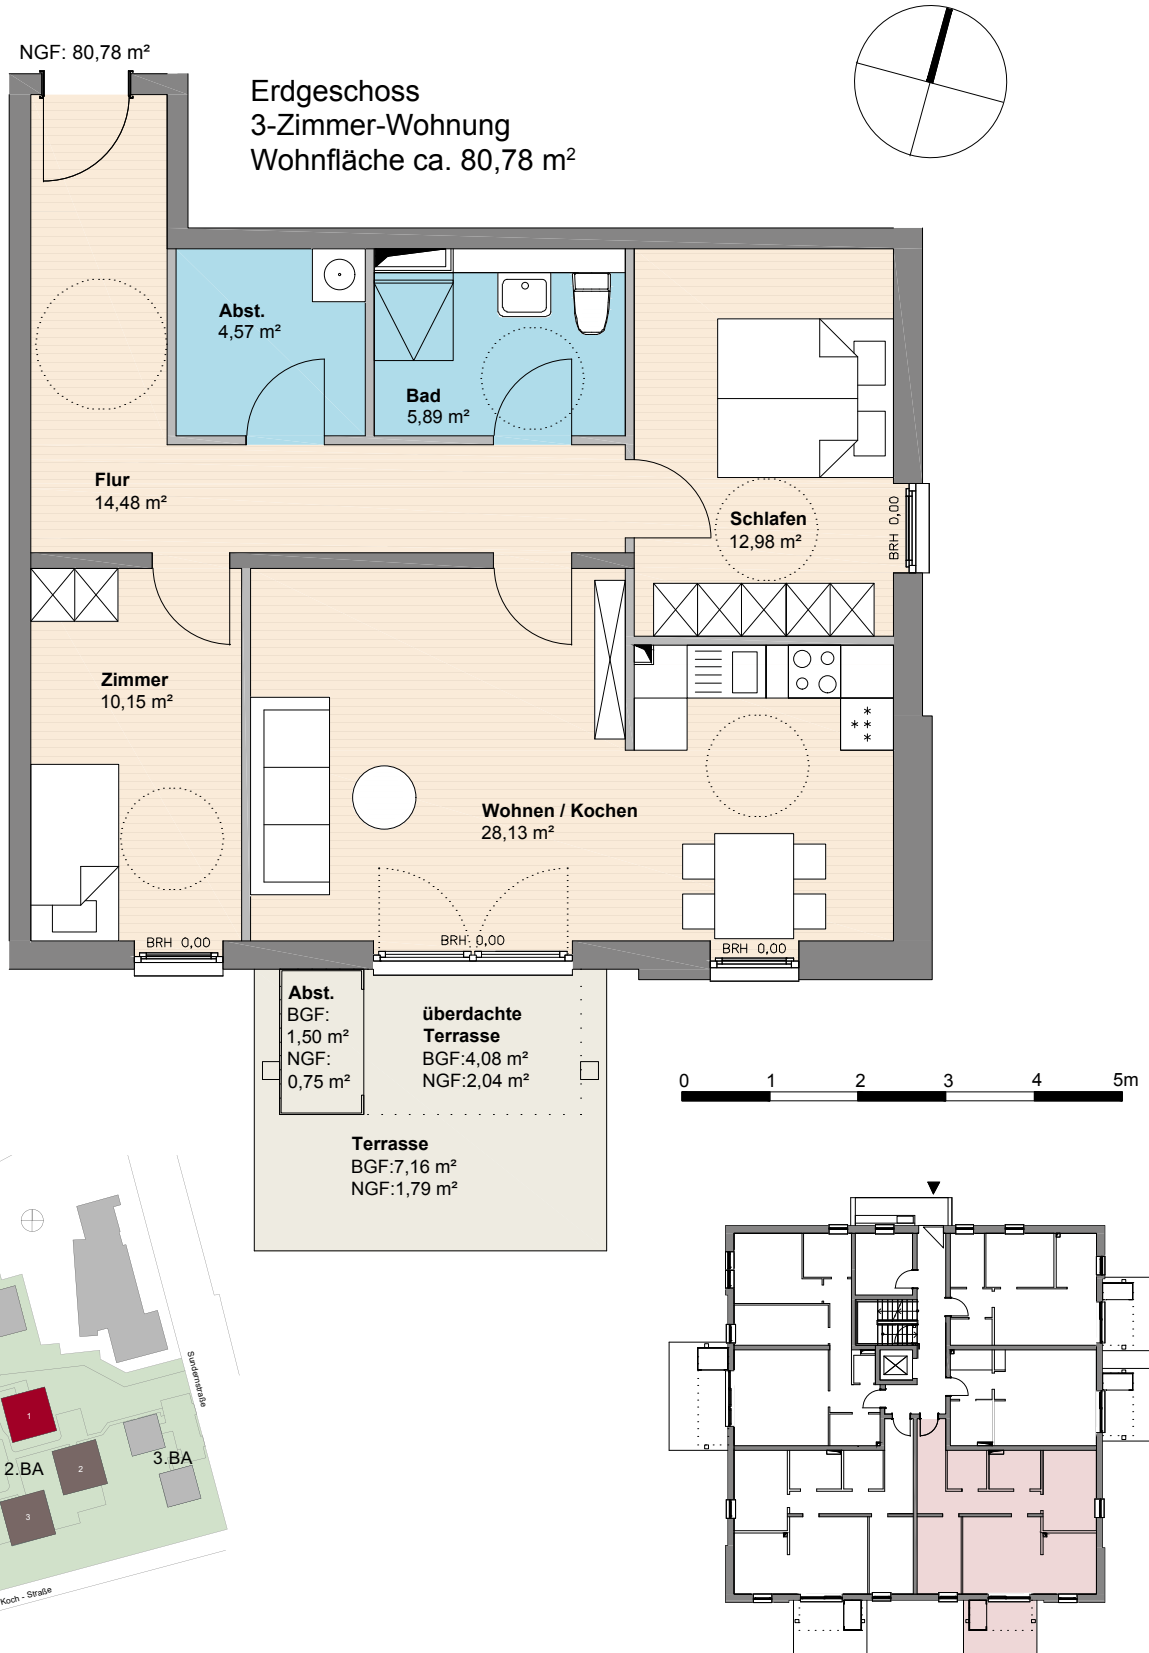 NGF: 80,78 m²
Erdgeschoss
3-Zimmer-Wohnung
Wohnfläche ca. 80,78 m²
Abst.
4,57 m²
Bad
5,89 m²
Flur
14,48 m²
Schlafen
12,98 m²
BRH 0,00
Zimmer
10,15 m²
Wohnen / Kochen
28,13 m²
BRH 0,00
BRH 0,00
BRH 0,00
Abst.
BGF:
1,50 m²
NGF:
0,75 m²
überdachte
Terrasse
BGF:4,08 m²
NGF:2,04 m²
Terrasse
BGF:7,16 m²
NGF:1,79 m²
0 1 2 3 4 5m
Sundernstraße
1
2.BA
2
3.BA
3
Koch - Straße